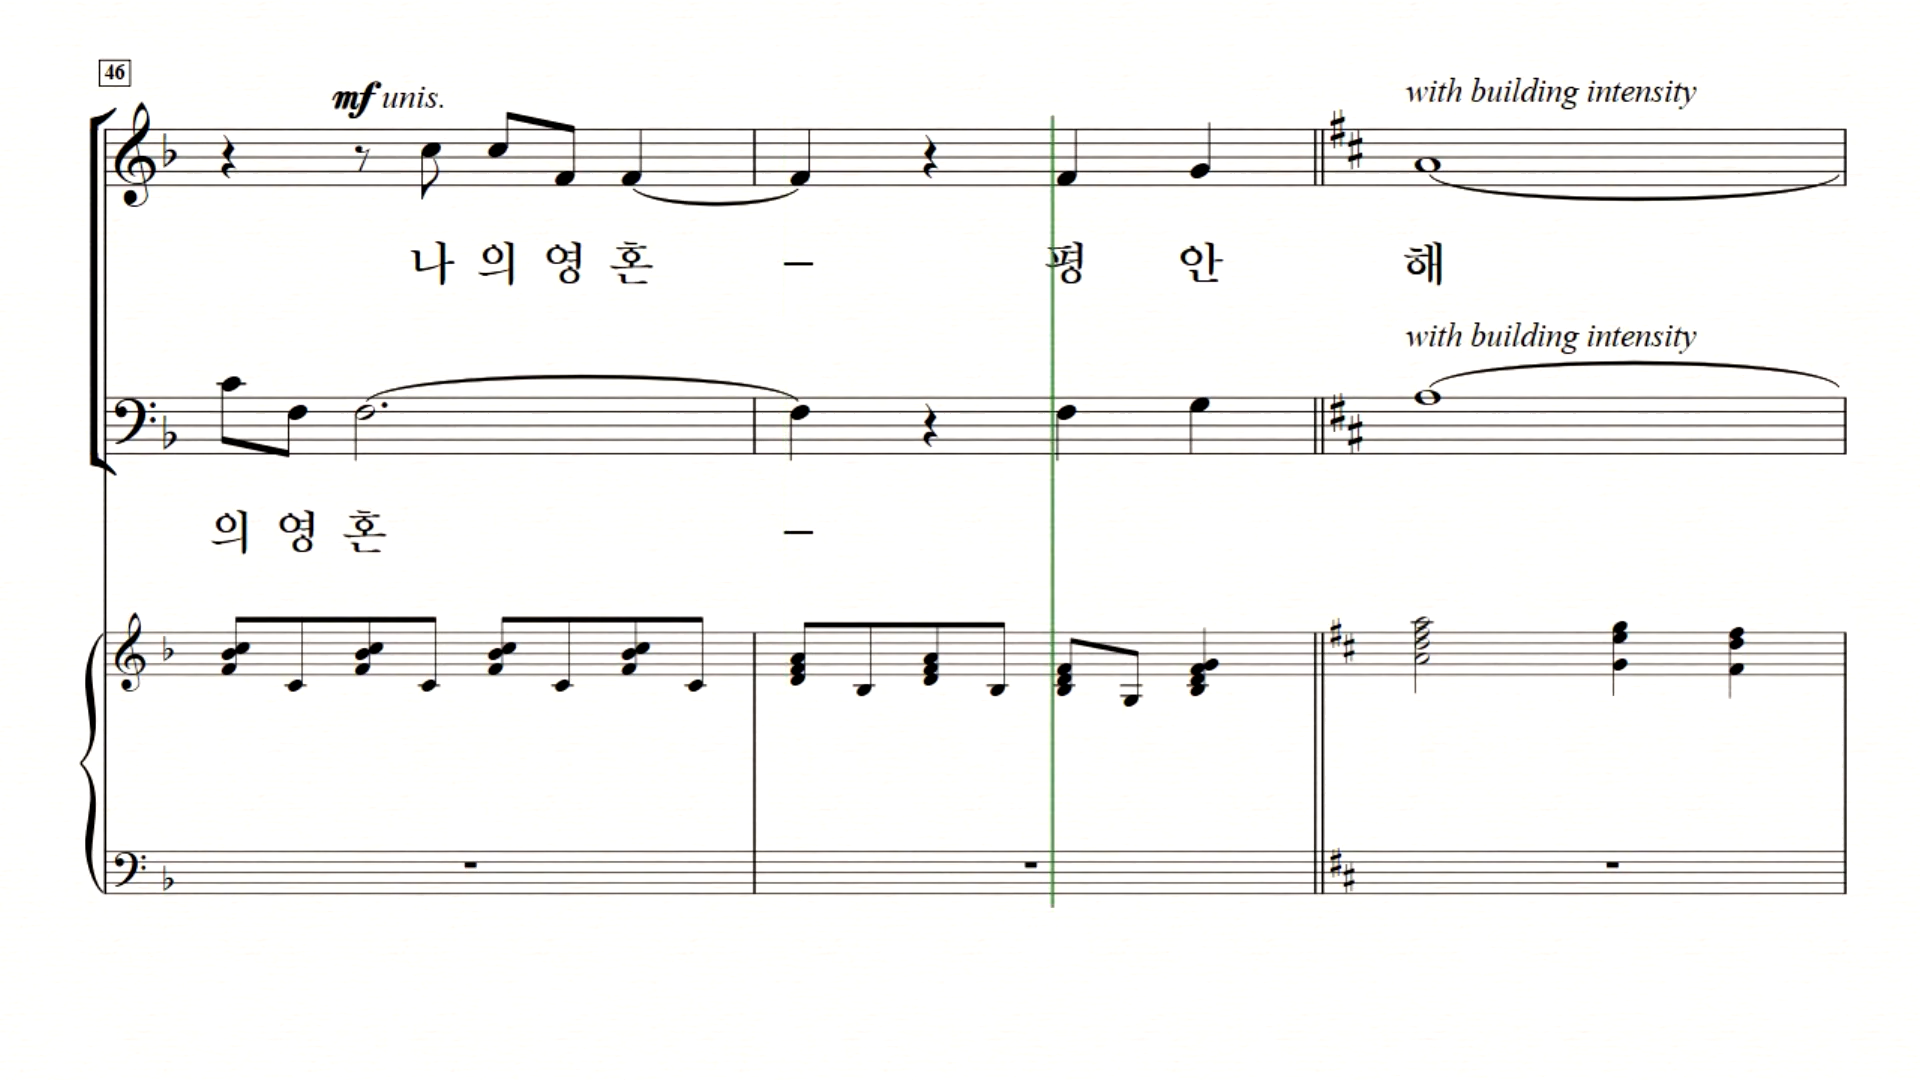 46
mf unis.
with building intensity
나 의 영 혼 – 평 안 해
with building intensity
의 영 혼 –